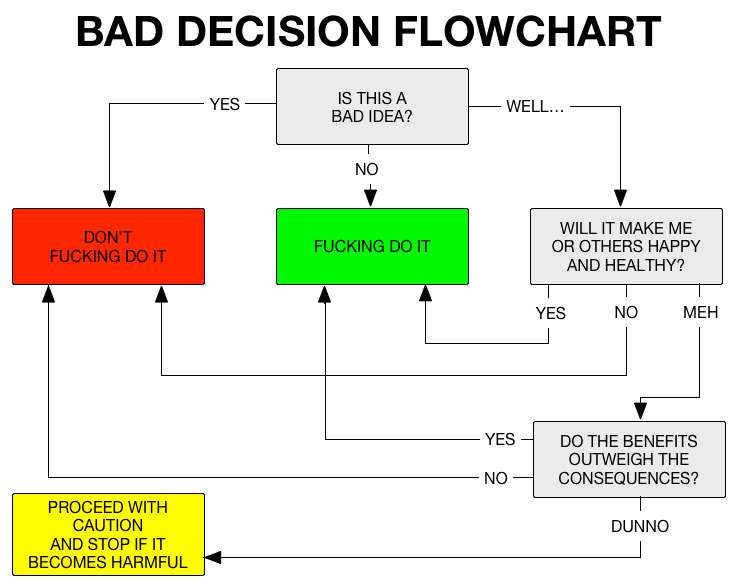 BAD DECISION FLOWCHART
IS THIS A
BAD IDEA?
YES
WELL...
NO
DON'T
FUCKING DO IT
FUCKING DO IT
WILL IT MAKE ME
OR OTHERS HAPPY
AND HEALTHY?
YES
NO
MEH
YES
DO THE BENEFITS
OUTWEIGH THE
CONSEQUENCES?
NO
PROCEED WITH
CAUTION
AND STOP IF IT
BECOMES HARMFUL
DUNNO